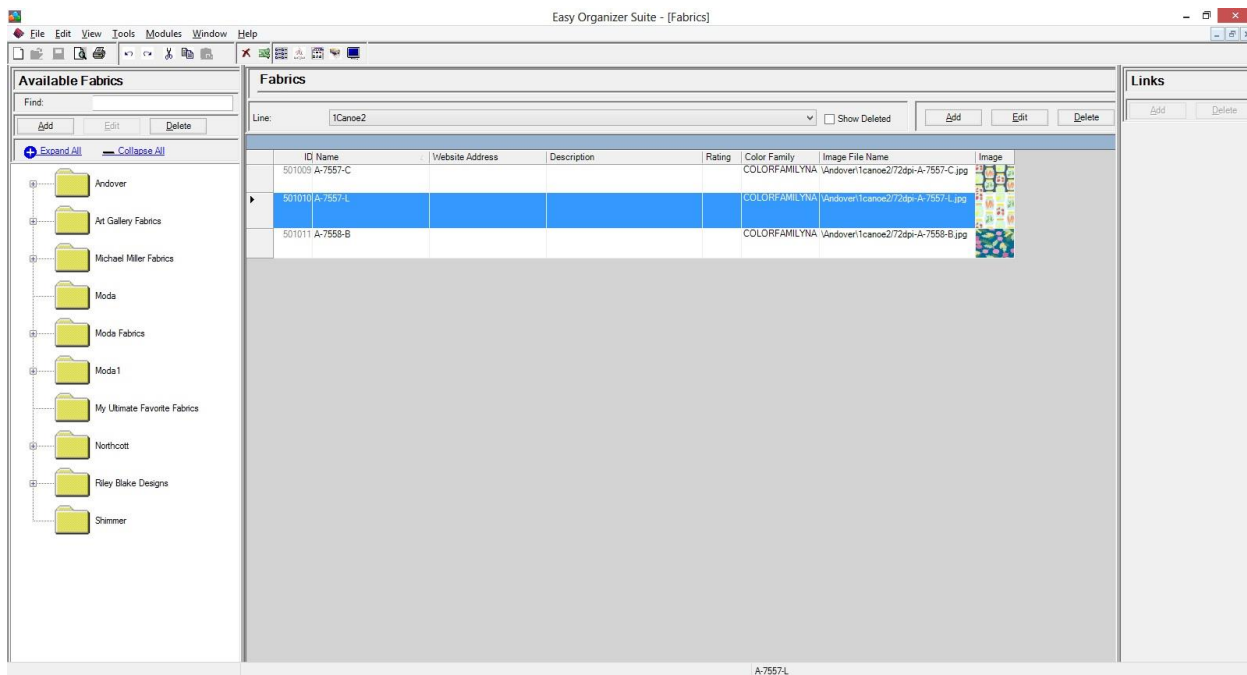 Easy Organizer Suite - [Fabrics]
File Edit View Tools Modules Window Help
Available Fabrics
Find:
Add Edit Delete
Expand All Collapse All
Andover
Art Gallery Fabrics
Michael Miller Fabrics
Moda
Moda Fabrics
Moda1
My Ultimate Favorite Fabrics
Northcott
Riley Blake Designs
Shimmer
Fabrics
Line: 1Canoe2 Show Deleted Add Edit Delete
ID Name Website Address Description Rating Color Family Image File Name Image
501009 A-7557-C COLORFAMILYNA \Andover\1canoe2/72dpi-A-7557-C.jpg
501010 A-7557-L COLORFAMILYNA \Andover\1canoe2/72dpi-A-7557-L.jpg
501011 A-7558-B COLORFAMILYNA \Andover\1canoe2/72dpi-A-7558-B.jpg
Links
Add Delete
A-7557-L